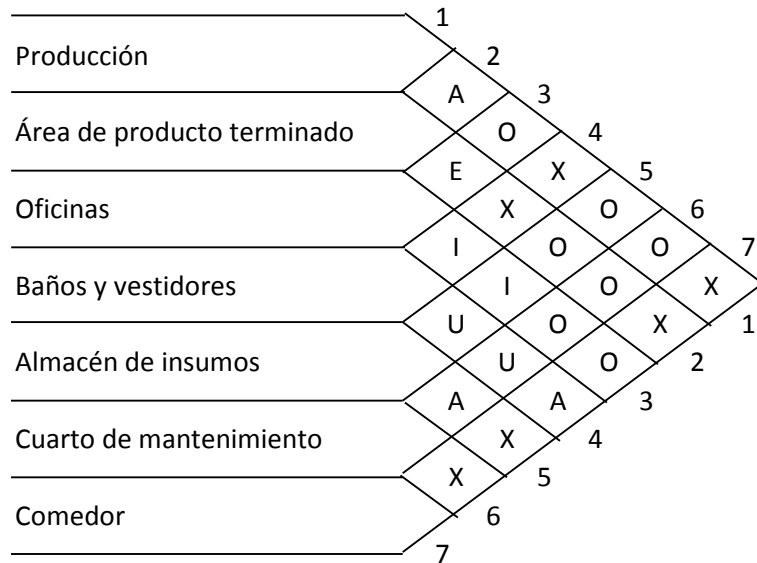 1
Producción 2
A 3
Área de producto terminado O 4
E X 5
Oficinas X O 6
I O O 7
Baños y vestidores I O X
U O X 1
Almacén de insumos U O 2
A A 3
Cuarto de mantenimiento X 4
X 5
Comedor 6
7